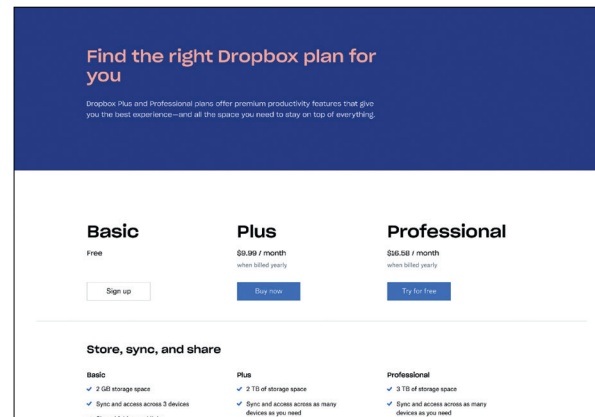 Find the right Dropbox plan for
you
Dropbox Plus and Professional plans offer premium productivity features that give
you the best experience—and all the space you need to stay on top of everything.
Basic
Free
Sign up
Plus
$9.99 / month
when billed yearly
Buy now
Professional
$16.58 / month
when billed yearly
Try for free
Store, sync, and share
Basic
2 GB storage space
Sync and access across 3 devices
Plus
2 TB of storage space
Sync and access across as many
devices as you need
Professional
3 TB of storage space
Sync and access across as many
devices as you need